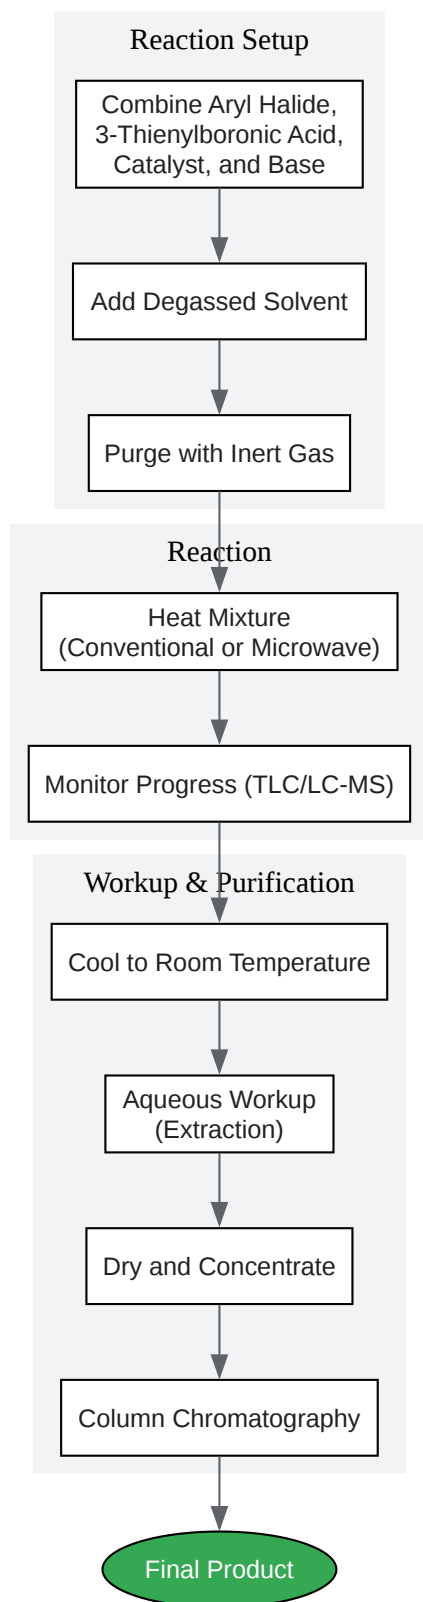 Reaction Setup
Combine Aryl Halide,
3-Thienylboronic Acid,
Catalyst, and Base
Add Degassed Solvent
Purge with Inert Gas
Reaction
Heat Mixture
(Conventional or Microwave)
Monitor Progress (TLC/LC-MS)
Workup & Purification
Cool to Room Temperature
Aqueous Workup
(Extraction)
Dry and Concentrate
Column Chromatography
Final Product